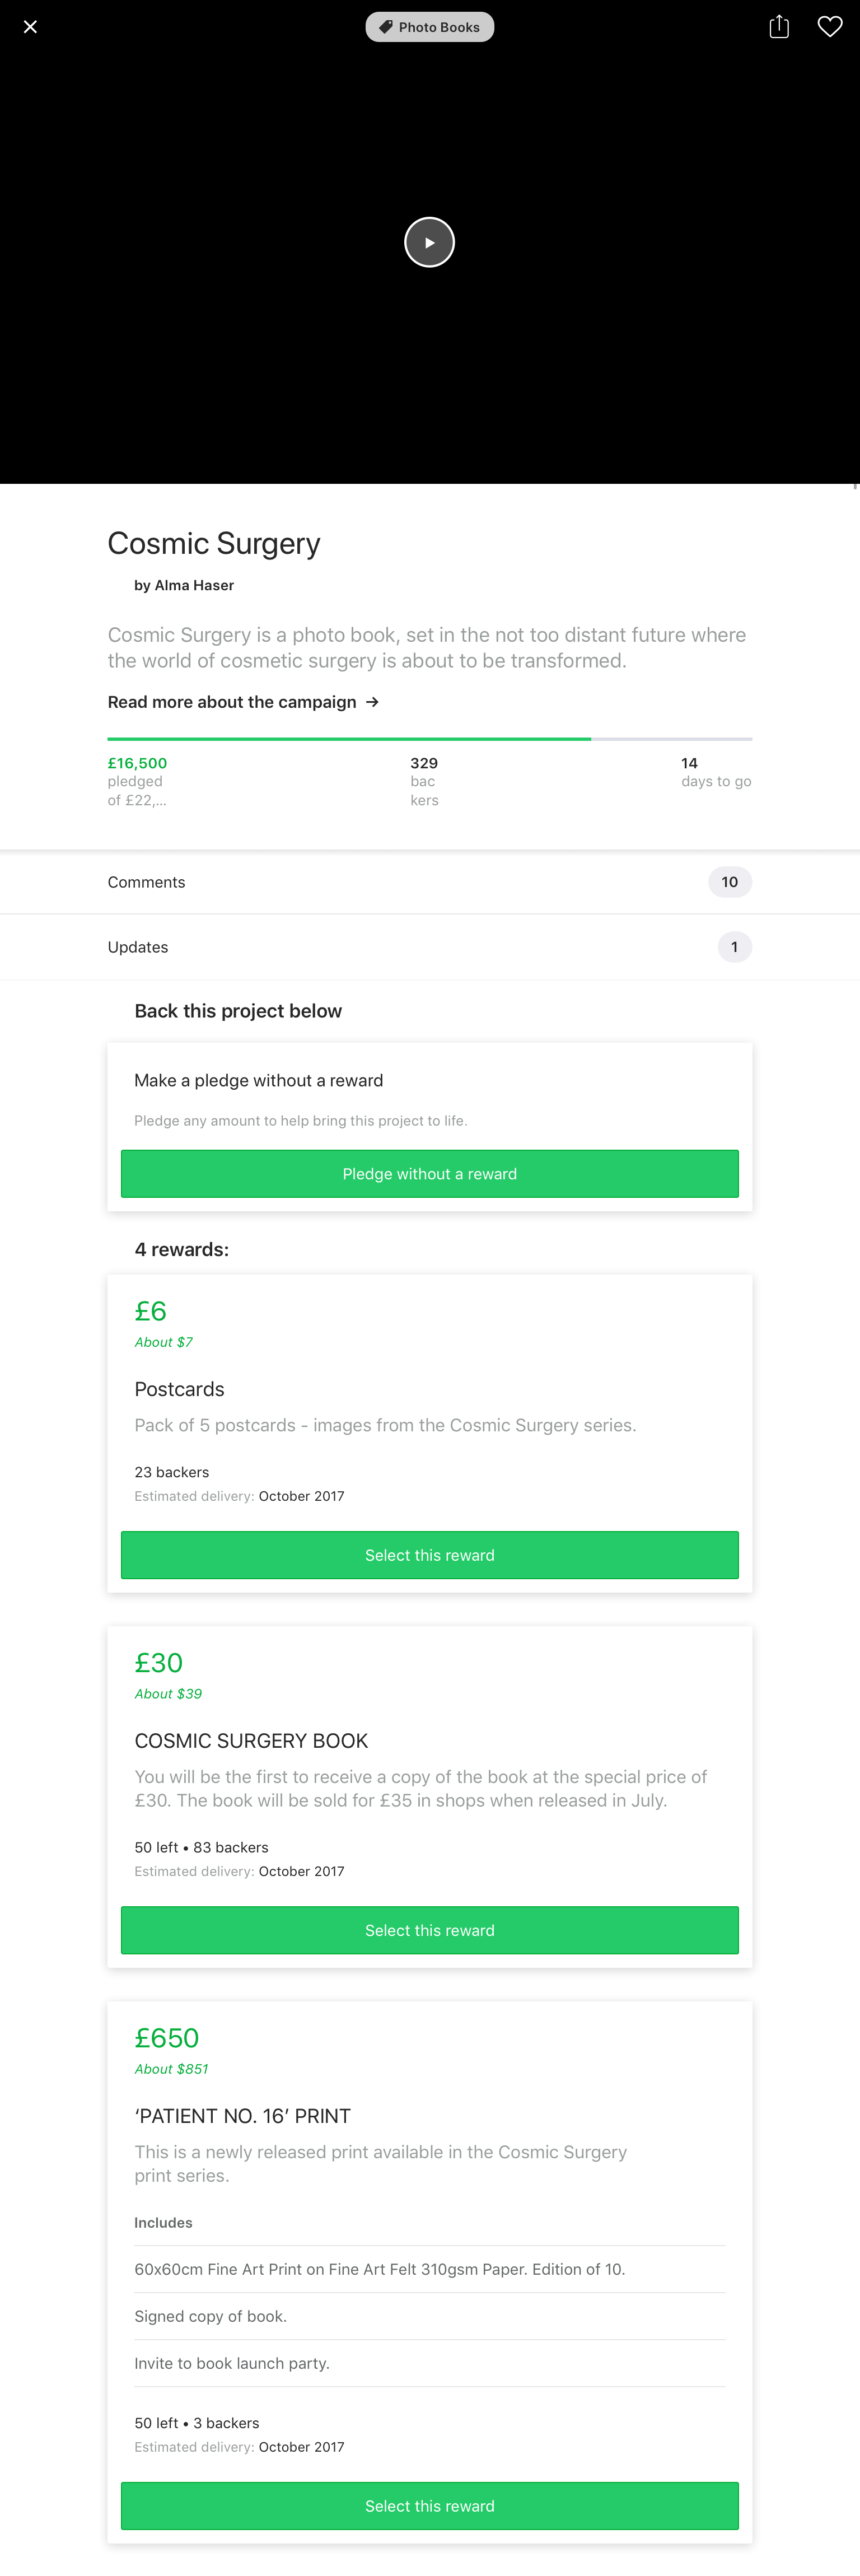 Photo Books
Cosmic Surgery
by Alma Haser
Cosmic Surgery is a photo book, set in the not too distant future where
the world of cosmetic surgery is about to be transformed.
Read more about the campaign →
£16,500
pledged
of £22,...
329
bac
kers
14
days to go
Comments
10
Updates
1
Back this project below
Make a pledge without a reward
Pledge any amount to help bring this project to life.
Pledge without a reward
4 rewards:
£6
About $7
Postcards
Pack of 5 postcards - images from the Cosmic Surgery series.
23 backers
Estimated delivery: October 2017
Select this reward
£30
About $39
COSMIC SURGERY BOOK
You will be the first to receive a copy of the book at the special price of
£30. The book will be sold for £35 in shops when released in July.
50 left • 83 backers
Estimated delivery: October 2017
Select this reward
£650
About $851
‘PATIENT NO. 16’ PRINT
This is a newly released print available in the Cosmic Surgery
print series.
Includes
60x60cm Fine Art Print on Fine Art Felt 310gsm Paper. Edition of 10.
Signed copy of book.
Invite to book launch party.
50 left • 3 backers
Estimated delivery: October 2017
Select this reward